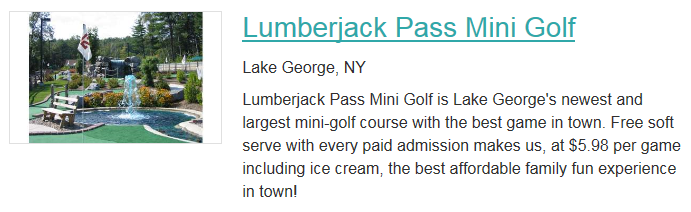 Lumberjack Pass Mini Golf
Lake George, NY
Lumberjack Pass Mini Golf is Lake George's newest and
largest mini-golf course with the best game in town. Free soft
serve with every paid admission makes us, at $5.98 per game
including ice cream, the best affordable family fun experience
in town!